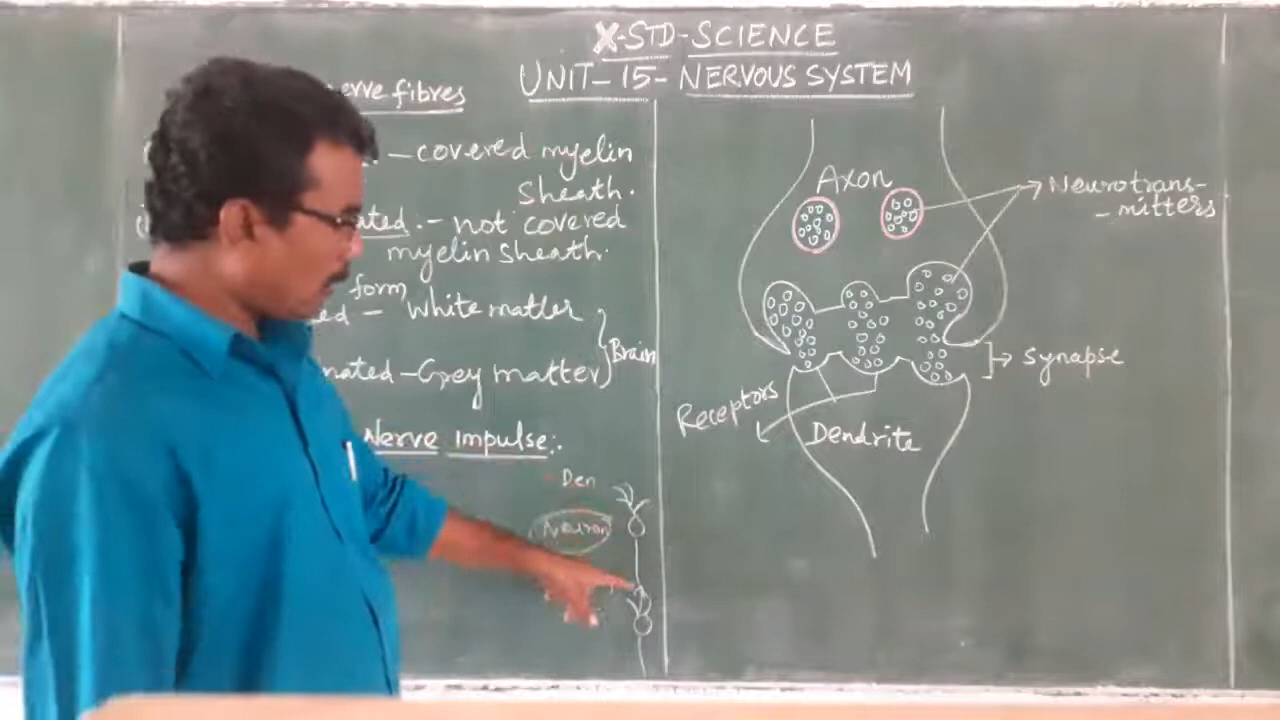 X-STD-SCIENCE
UNIT-15- NERVOUS SYSTEM
fibres
- covered myelin
sheath.
- not covered
myelin sheath.
form
- White matter
- Grey matter
Brain
Nerve Impulse:.
Den
Neuron
Axon
Neurotrans-
-mitters
Synapse
Receptors
Dendrite